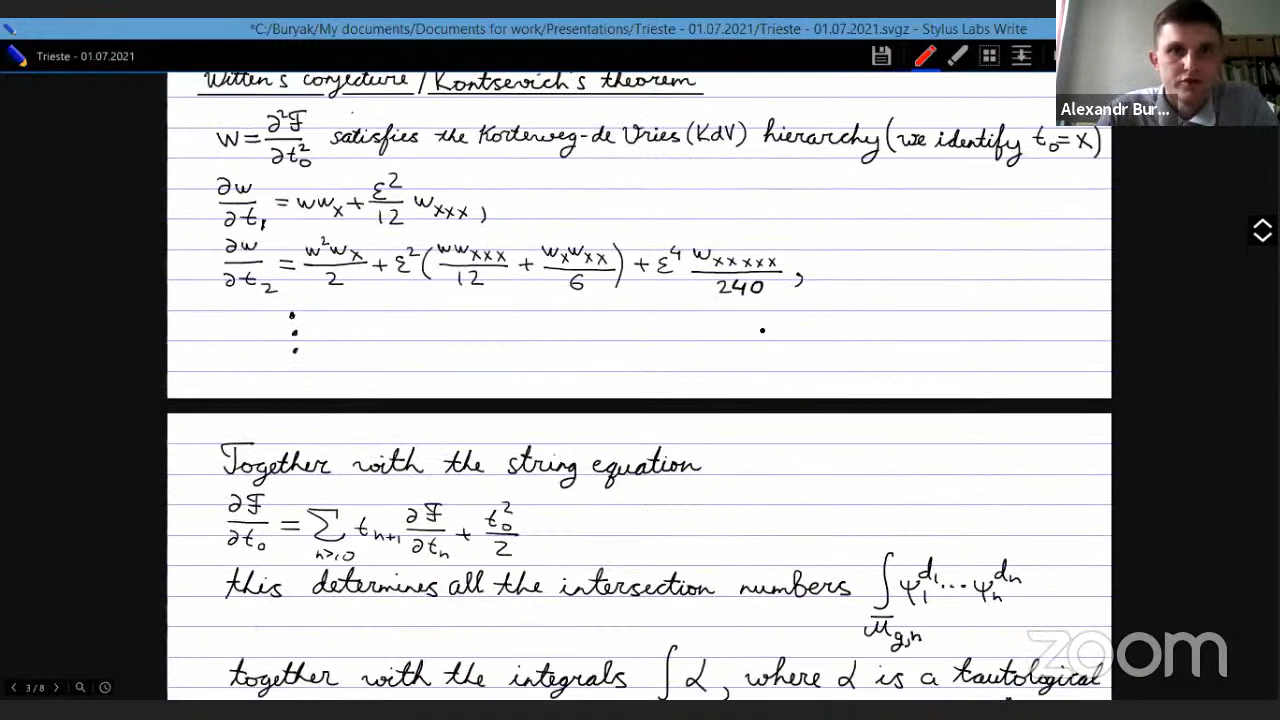 *C:/Buryak/My documents/Documents for work/Presentations/Trieste - 01.07.2021/Trieste - 01.07.2021.svgz - Stylus Labs Write
Trieste - 01.07.2021
Alexandr Bur...
Witten's conjecture / Kontsevich's theorem
w = ∂²F/∂t₀² satisfies the Korteweg-de Vries (KdV) hierarchy (we identify t₀ = x)
∂w/∂t₁ = ww_x + ε²/12 w_xxx,
∂w/∂t₂ = w²w_x/2 + ε² (ww_xxx/12 + w_x w_xx/6) + ε⁴ w_xxxxx/240,
⋮
Together with the string equation
∂F/∂t₀ = ∑_{n≥0} t_{n+1} ∂F/∂t_n + t₀²/2
this determines all the intersection numbers ∫_{M̅_{g,n}} ψ₁^{d₁} ... ψ_n^{d_n}
together with the integrals ∫ α, where α is a tautological
zoom
3/8